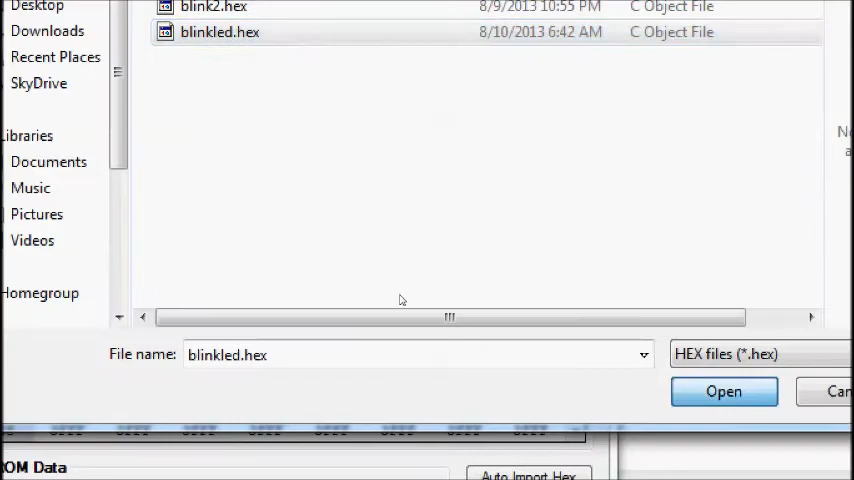 Desktop
Downloads
Recent Places
SkyDrive
Libraries
Documents
Music
Pictures
Videos
Homegroup
blink2.hex 8/9/2013 10:55 PM C Object File
blinkled.hex 8/10/2013 6:42 AM C Object File
File name: blinkled.hex HEX files (*.hex)
Open
ROM Data
Auto Import Hex